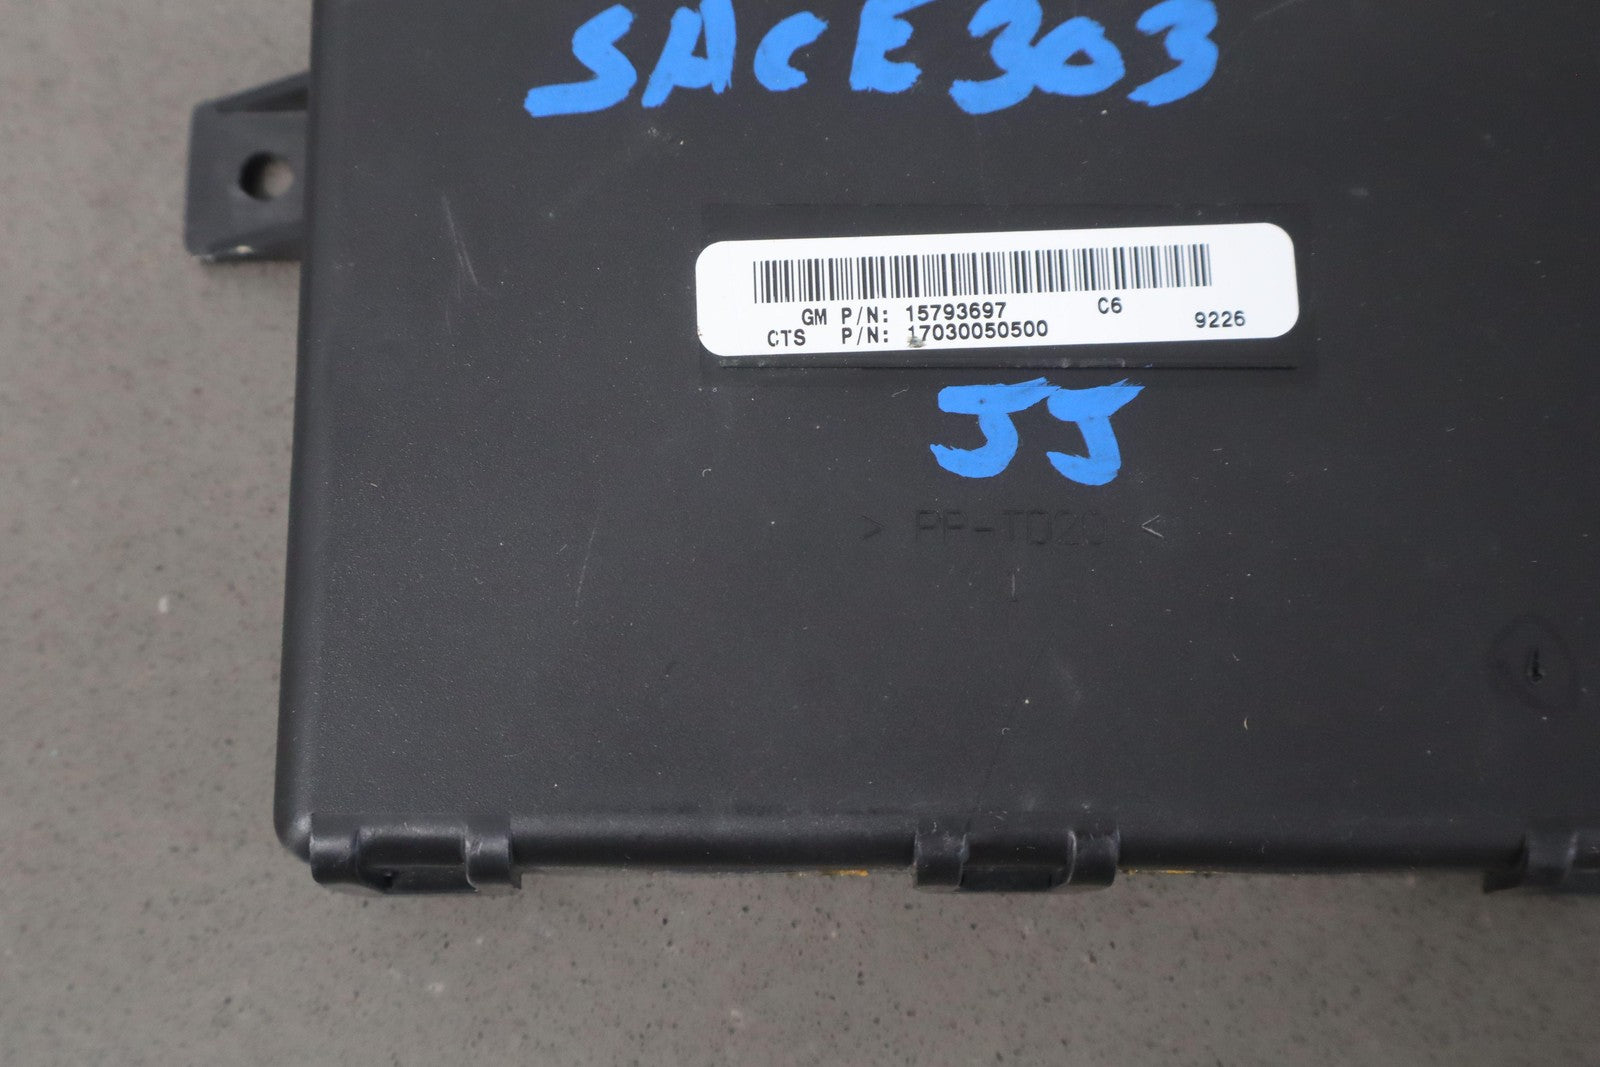 SACE303
GM P/N: 15793697 C6
CTS P/N: 17030050500 9226
JJ
> PP-TD20 <